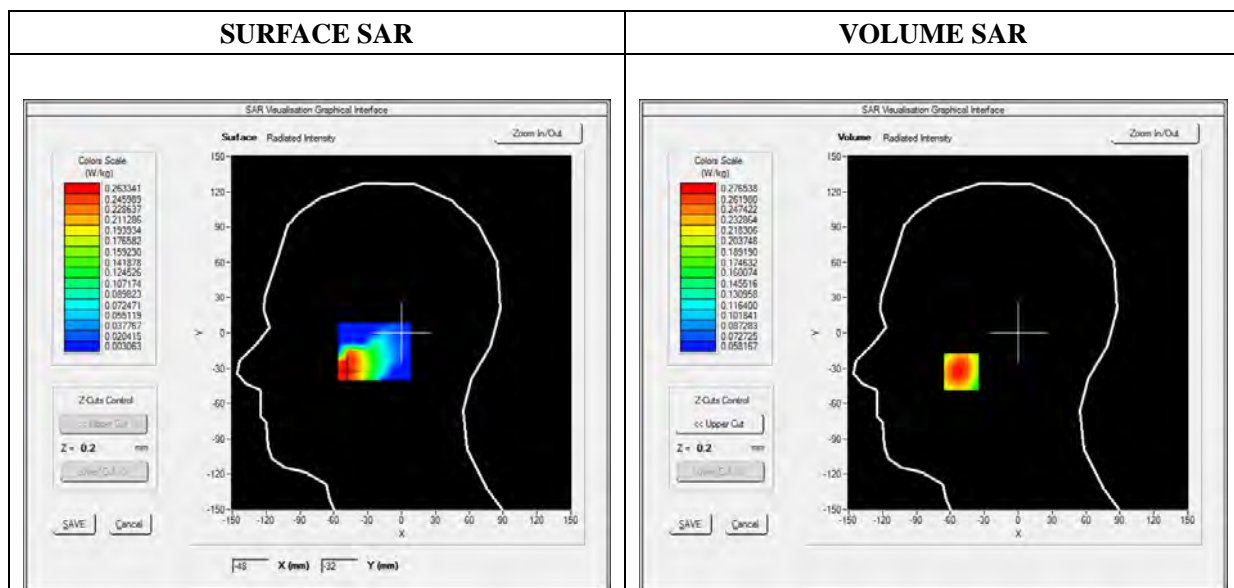 SURFACE SAR
VOLUME SAR
SAR Visualisation Graphical Interface
Surface Radiated Intensity
Zoom In/Out
Colors Scale
(W/kg)
0.263341
0.245989
0.228637
0.211286
0.193934
0.176582
0.159230
0.141878
0.124526
0.107174
0.089823
0.072471
0.055119
0.037767
0.020415
0.003063
150
120
90
60
30
0
-30
-60
-90
-120
-150
Y
-150 -120 -90 -60 -30 0 30 60 90 120 150
X
Z-Cuts Control
<< Upper Cut
Z = 0.2 mm
Lower Cut >>
SAVE Cancel
-48 X (mm) -32 Y (mm)
SAR Visualisation Graphical Interface
Volume Radiated Intensity
Zoom In/Out
Colors Scale
(W/kg)
0.276538
0.261980
0.247422
0.232864
0.218306
0.203748
0.189190
0.174632
0.160074
0.145516
0.130958
0.116400
0.101841
0.087283
0.072725
0.058167
150
120
90
60
30
0
-30
-60
-90
-120
-150
Y
-150 -120 -90 -60 -30 0 30 60 90 120 150
X
Z-Cuts Control
<< Upper Cut
Z = 0.2 mm
Lower Cut >>
SAVE Cancel